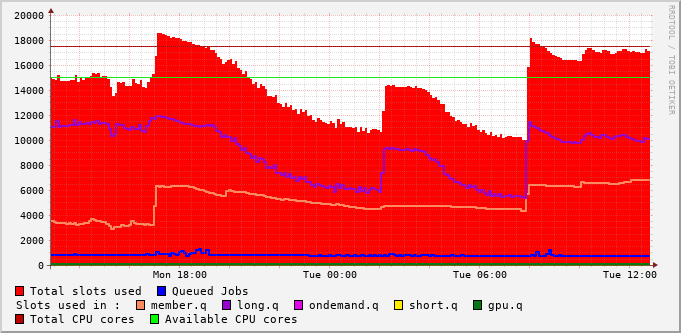 RRDTOOL / TOBI OETIKER
20000
18000
16000
14000
12000
10000
8000
6000
4000
2000
0
Mon 18:00 Tue 00:00 Tue 06:00 Tue 12:00
Total slots used Queued Jobs
Slots used in : member.q long.q ondemand.q short.q gpu.q
Total CPU cores Available CPU cores